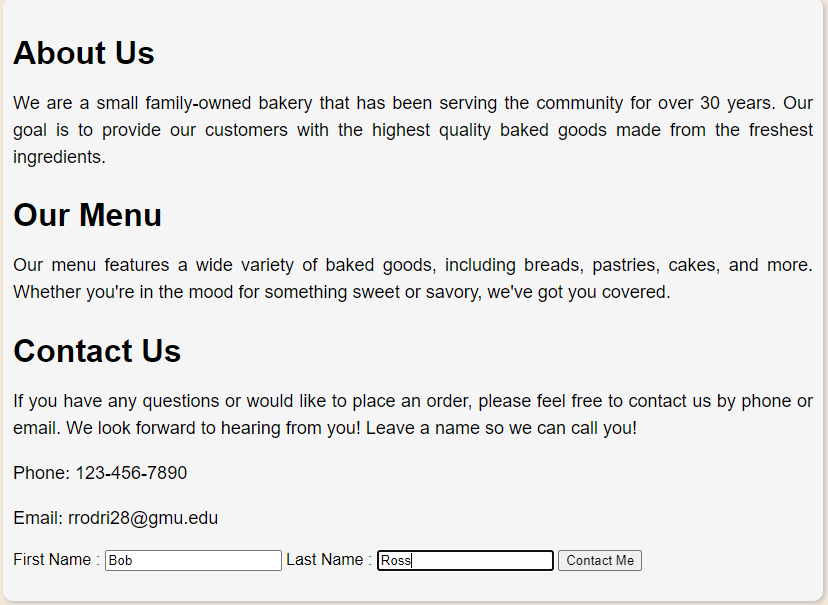 About Us
We are a small family-owned bakery that has been serving the community for over 30 years. Our
goal is to provide our customers with the highest quality baked goods made from the freshest
ingredients.
Our Menu
Our menu features a wide variety of baked goods, including breads, pastries, cakes, and more.
Whether you're in the mood for something sweet or savory, we've got you covered.
Contact Us
If you have any questions or would like to place an order, please feel free to contact us by phone or
email. We look forward to hearing from you! Leave a name so we can call you!
Phone: 123-456-7890
Email: rrodri28@gmu.edu
First Name : Bob Last Name : Ross Contact Me